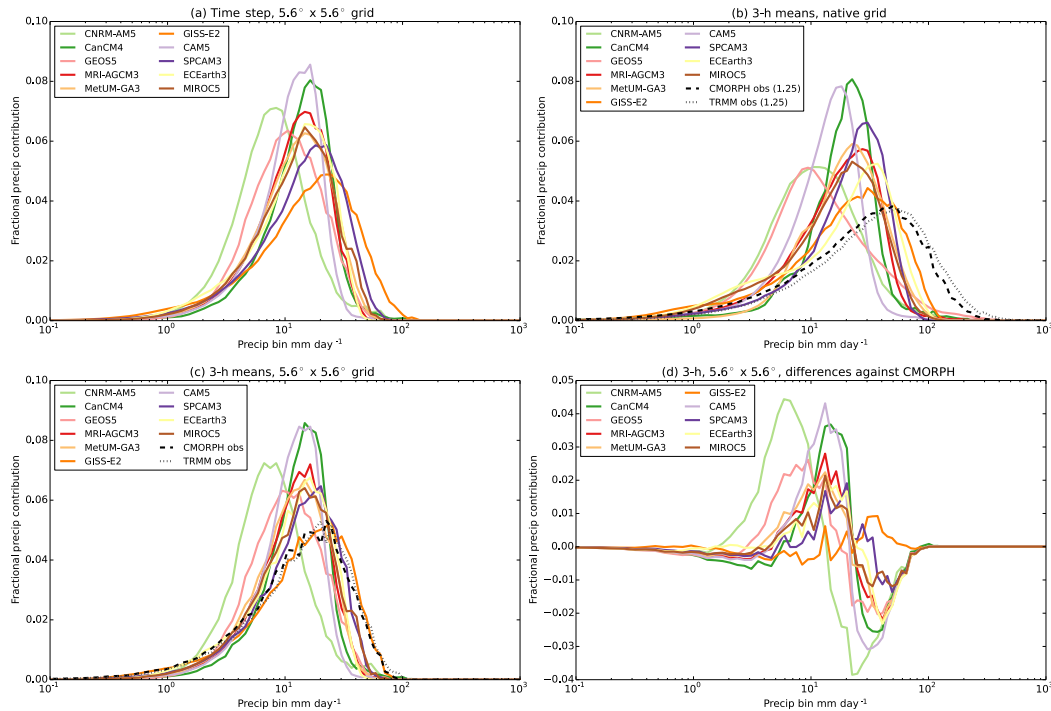 (a) Time step, 5.6° x 5.6° grid
0.10
0.08
0.06
0.04
0.02
0.00
Fractional precip contribution
CNRM-AM5
CanCM4
GEOS5
MRI-AGCM3
MetUM-GA3
GISS-E2
CAM5
SPCAM3
ECEarth3
MIROC5
10^-1 10^0 10^1 10^2 10^3
Precip bin mm day^-1
(b) 3-h means, native grid
0.10
0.08
0.06
0.04
0.02
0.00
Fractional precip contribution
CNRM-AM5
CanCM4
GEOS5
MRI-AGCM3
MetUM-GA3
GISS-E2
CAM5
SPCAM3
ECEarth3
MIROC5
CMORPH obs (1.25)
TRMM obs (1.25)
10^-1 10^0 10^1 10^2 10^3
Precip bin mm day^-1
(c) 3-h means, 5.6° x 5.6° grid
0.10
0.08
0.06
0.04
0.02
0.00
Fractional precip contribution
CNRM-AM5
CanCM4
GEOS5
MRI-AGCM3
MetUM-GA3
GISS-E2
CAM5
SPCAM3
ECEarth3
MIROC5
CMORPH obs
TRMM obs
10^-1 10^0 10^1 10^2 10^3
Precip bin mm day^-1
(d) 3-h, 5.6° x 5.6°, differences against CMORPH
0.05
0.04
0.03
0.02
0.01
0.00
−0.01
−0.02
−0.03
−0.04
Fractional precip contribution
CNRM-AM5
CanCM4
GEOS5
MRI-AGCM3
MetUM-GA3
GISS-E2
CAM5
SPCAM3
ECEarth3
MIROC5
10^-1 10^0 10^1 10^2 10^3
Precip bin mm day^-1